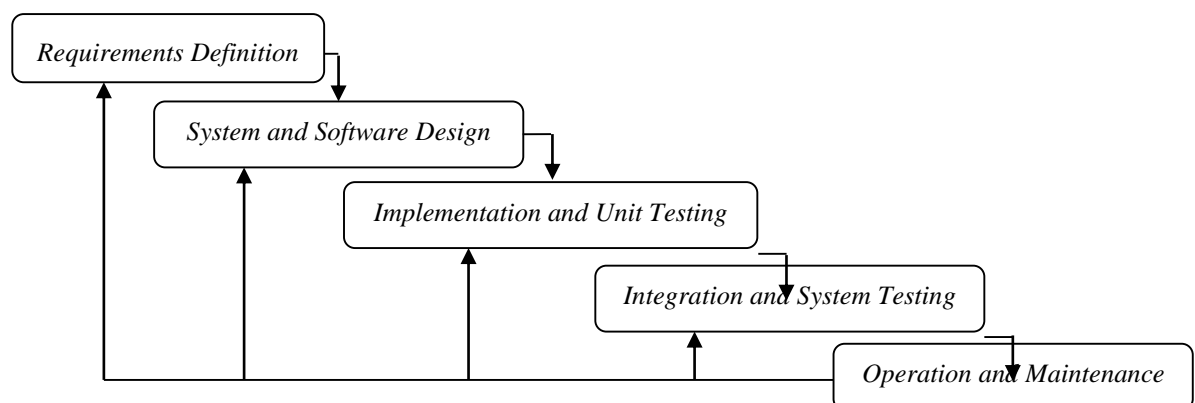 Requirements Definition
System and Software Design
Implementation and Unit Testing
Integration and System Testing
Operation and Maintenance